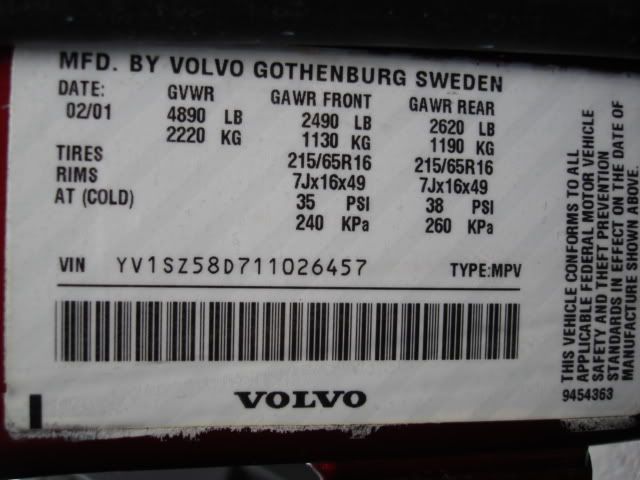 MFD. BY VOLVO GOTHENBURG SWEDEN
DATE: GVWR GAWR FRONT GAWR REAR
02/01 4890 LB 2490 LB 2620 LB
2220 KG 1130 KG 1190 KG
TIRES 215/65R16 215/65R16
RIMS 7Jx16x49 7Jx16x49
AT (COLD) 35 PSI 38 PSI
240 KPa 260 KPa
VIN YV1SZ58D711026457 TYPE:MPV
VOLVO
THIS VEHICLE CONFORMS TO ALL
APPLICABLE FEDERAL MOTOR VEHICLE
SAFETY AND THEFT PREVENTION
STANDARDS IN EFFECT ON THE DATE OF
MANUFACTURE SHOWN ABOVE.
9454363